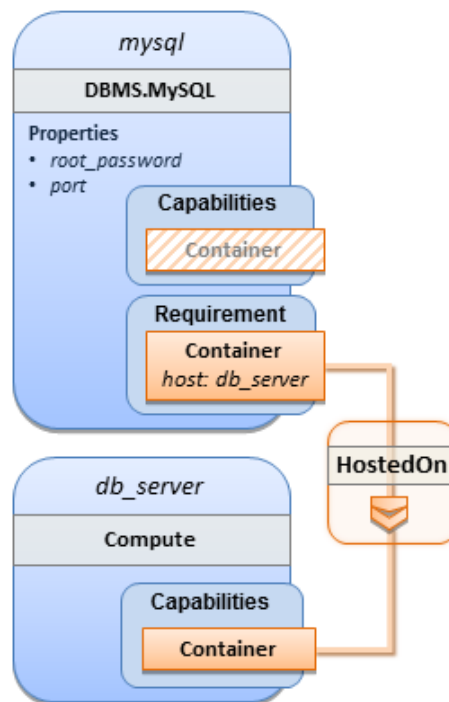 mysql
DBMS.MySQL
Properties
• root_password
• port
Capabilities
Container
Requirement
Container
host: db_server
HostedOn
db_server
Compute
Capabilities
Container